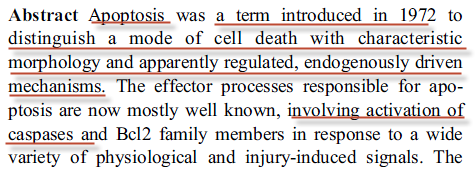 Abstract Apoptosis was a term introduced in 1972 to
distinguish a mode of cell death with characteristic
morphology and apparently regulated, endogenously driven
mechanisms. The effector processes responsible for apo-
ptosis are now mostly well known, involving activation of
caspases and Bcl2 family members in response to a wide
variety of physiological and injury-induced signals. The